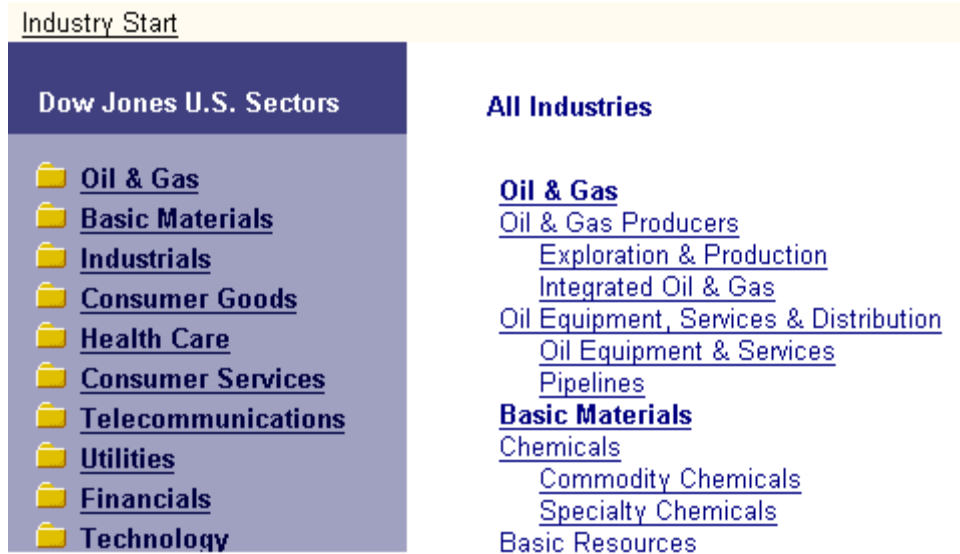 Industry Start
Dow Jones U.S. Sectors
Oil & Gas
Basic Materials
Industrials
Consumer Goods
Health Care
Consumer Services
Telecommunications
Utilities
Financials
Technology
All Industries
Oil & Gas
Oil & Gas Producers
Exploration & Production
Integrated Oil & Gas
Oil Equipment, Services & Distribution
Oil Equipment & Services
Pipelines
Basic Materials
Chemicals
Commodity Chemicals
Specialty Chemicals
Basic Resources